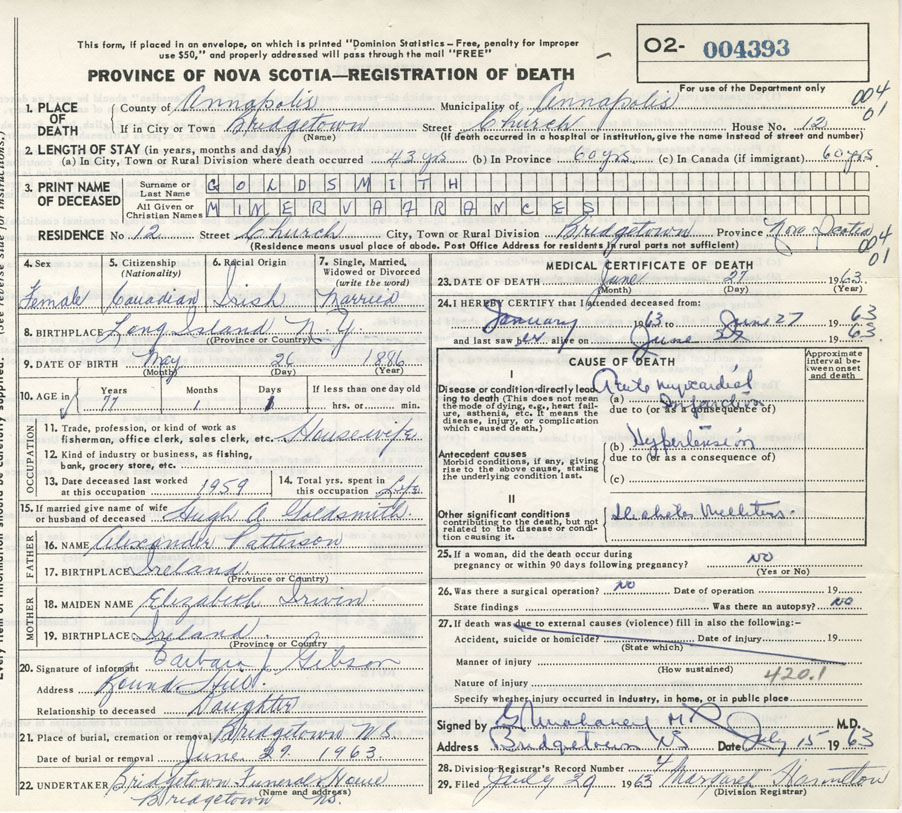 This form, if placed in an envelope, on which is printed "Dominion Statistics—Free, penalty for improper
use $50," and properly addressed will pass through the mail "FREE"
O2- 004393
PROVINCE OF NOVA SCOTIA—REGISTRATION OF DEATH
For use of the Department only
004
01
1. PLACE OF DEATH
County of Annapolis Municipality of Annapolis
If in City or Town Bridgetown Street Church House No. 12
(Name) (If death occurred in a hospital or institution, give the name instead of street and number)
2. LENGTH OF STAY (in years, months and days)
(a) In City, Town or Rural Division where death occurred 43 yrs (b) In Province 60 yrs. (c) In Canada (if immigrant) 60 yrs.
3. PRINT NAME OF DECEASED
Surname or Last Name GOLDSMITH
All Given or Christian Names MINERVA FRANCES
RESIDENCE No 12 Street Church City, Town or Rural Division Bridgetown Province Nova Scotia
(Residence means usual place of abode. Post Office Address for residents in rural parts not sufficient)
004
01
4. Sex
Female
5. Citizenship (Nationality)
Canadian
6. Racial Origin
Irish
7. Single, Married, Widowed or Divorced (write the word)
Married
8. BIRTHPLACE Long Island N.Y.
(Province or Country)
9. DATE OF BIRTH May 26 1886
(Month) (Day) (Year)
10. AGE in Years Months Days If less than one day old
77 1 1 hrs. or min.
OCCUPATION
11. Trade, profession, or kind of work as
fisherman, office clerk, sales clerk, etc. Housewife
12. Kind of industry or business, as fishing,
bank, grocery store, etc.
13. Date deceased last worked
at this occupation 1959
14. Total yrs. spent in
this occupation Life
15. If married give name of wife
or husband of deceased Hugh A Goldsmith.
FATHER
16. NAME Alexander Patterson
17. BIRTHPLACE Ireland
(Province or Country)
MOTHER
18. MAIDEN NAME Elizabeth Irvin
19. BIRTHPLACE Ireland
(Province or Country)
20. Signature of informant Barbara J. Gibson
Address Round Hill.
Relationship to deceased Daughter
21. Place of burial, cremation or removal Bridgetown N.S.
Date of burial or removal June 29. 1963
22. UNDERTAKER Bridgetown Funeral Home
(Name and address)
Bridgetown NS.
MEDICAL CERTIFICATE OF DEATH
23. DATE OF DEATH June 27 1963.
(Month) (Day) (Year)
24. I HEREBY CERTIFY that I attended deceased from:
January 1963 to June 27 1963
and last saw her alive on June 1963
CAUSE OF DEATH
Approximate interval between onset and death
I
Disease or condition directly leading to death (This does not mean
the mode of dying, e.g., heart failure, asthenia, etc. It means the
disease, injury, or complication
which caused death.)
(a) Acute myocardial
Infarction
due to (or as a consequence of)
Antecedent causes
Morbid conditions, if any, giving
rise to the above cause, stating
the underlying condition last.
(b) Hypertension
due to (or as a consequence of)
(c)
II
Other significant conditions
contributing to the death, but not
related to the disease or condition causing it.
Diabetes Mellitus.
25. If a woman, did the death occur during
pregnancy or within 90 days following pregnancy? NO
(Yes or No)
26. Was there a surgical operation? NO Date of operation 19
State findings Was there an autopsy? NO
27. If death was due to external causes (violence) fill in also the following:—
Accident, suicide or homicide? Date of injury 19
(State which)
Manner of injury
(How sustained)
420.1
Nature of injury
Specify whether injury occurred in industry, in home, or in public place
Signed by M.D.
Address Bridgetown NS Date July 15 1963
28. Division Registrar's Record Number 4
29. Filed July 29 1963 Margaret Hamilton
(Division Registrar)